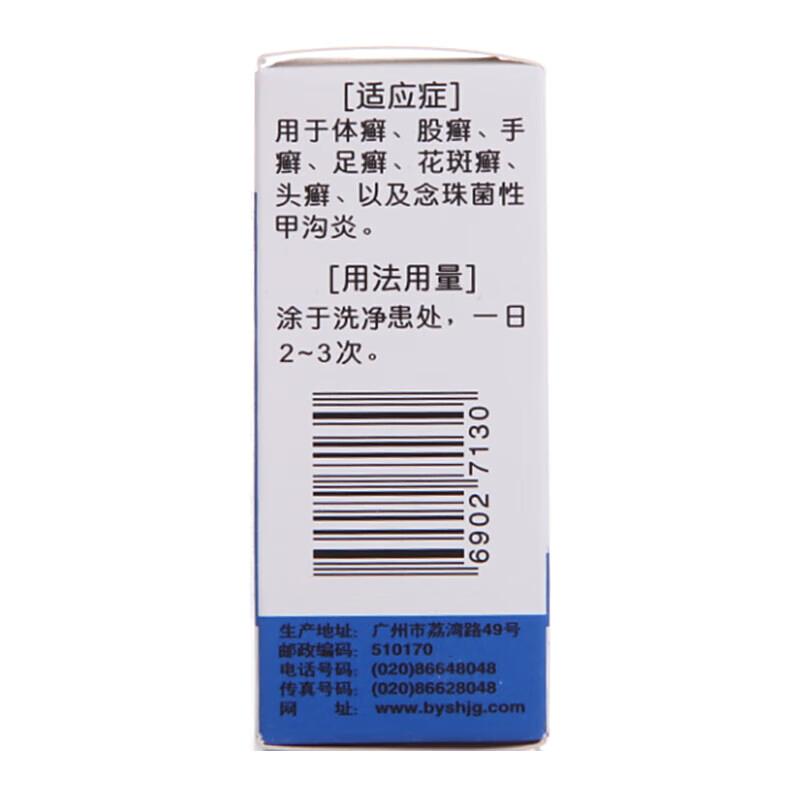 [适应症]
用于体癣、股癣、手
癣、足癣、花斑癣、
头癣、以及念珠菌性
甲沟炎。
[用法用量]
涂于洗净患处，一日
2~3次。
6902 7130
生产地址：广州市荔湾路49号
邮政编码：510170
电话号码：(020)86648048
传真号码：(020)86628048
网 址：www.byshjg.com